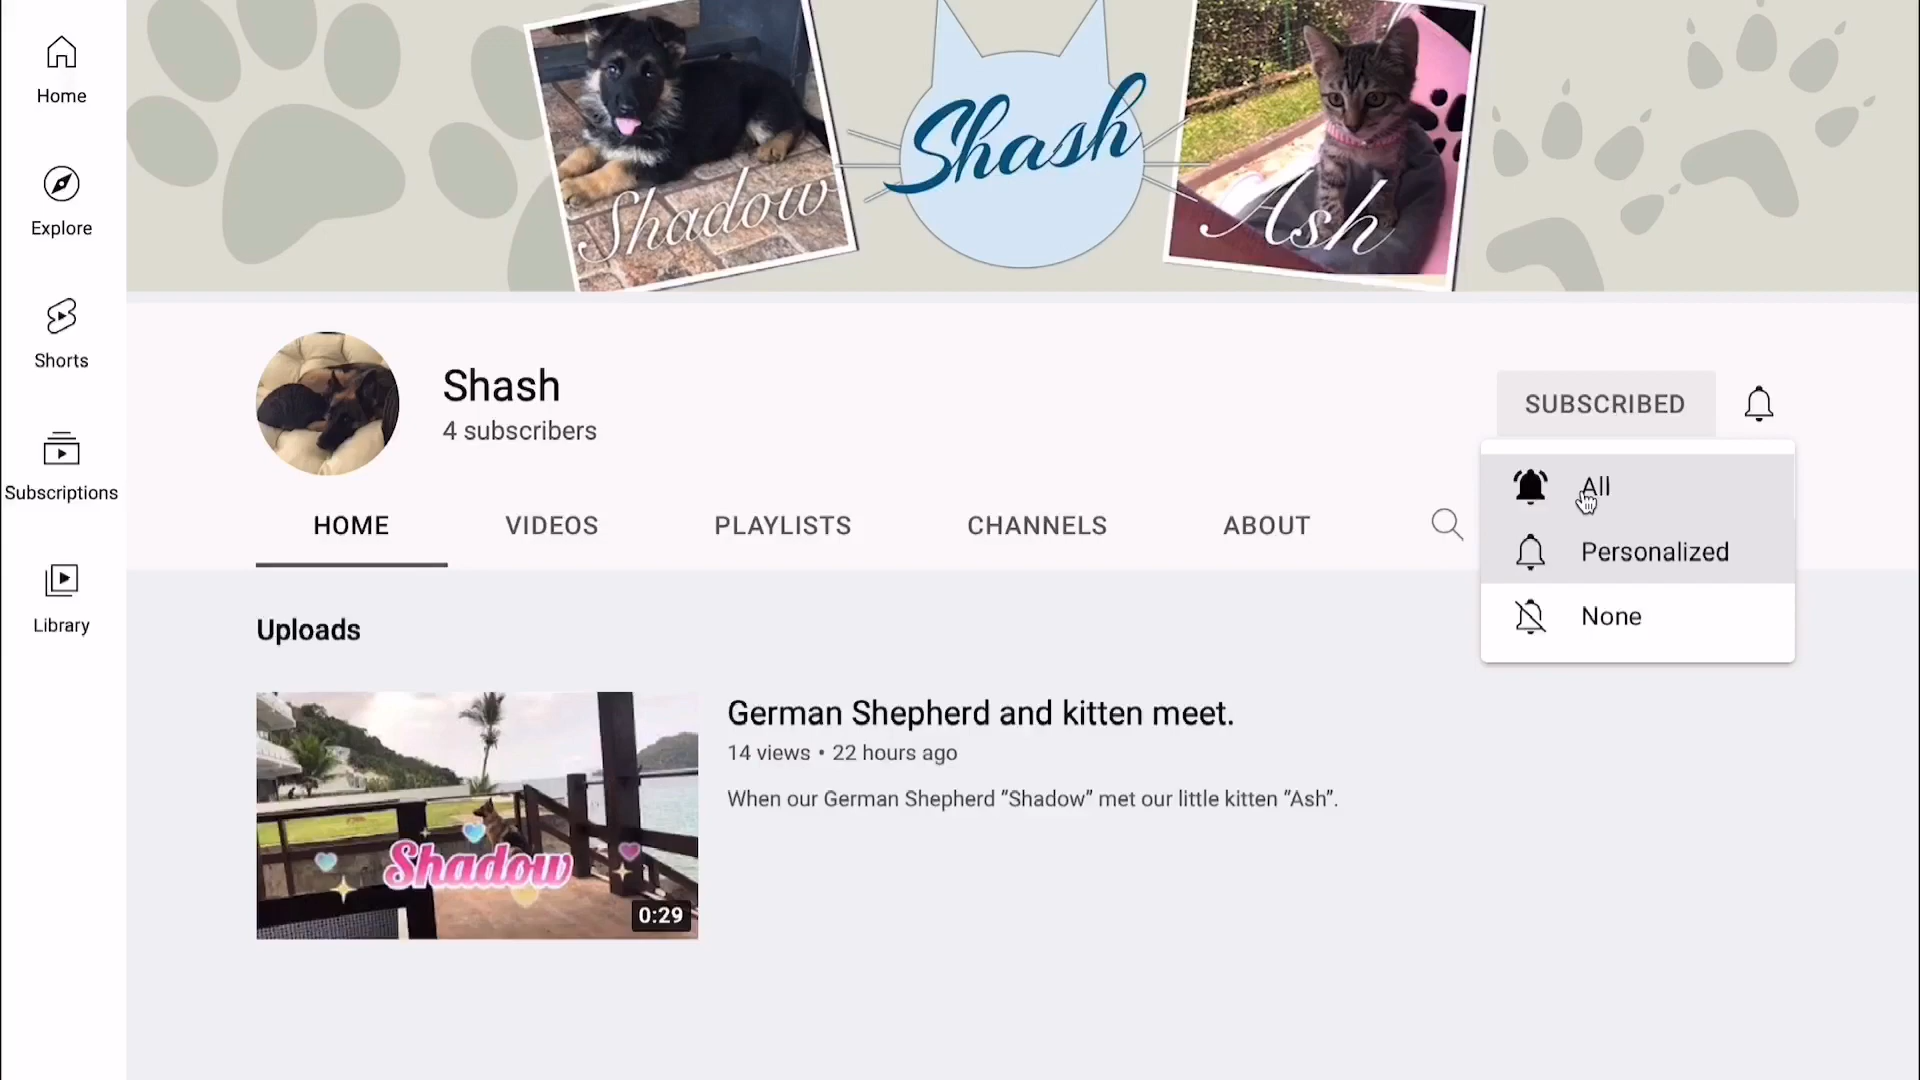 Home
Explore
Shorts
Subscriptions
Library
Shadow
Shash
Ash
Shash
4 subscribers
SUBSCRIBED
HOME
VIDEOS
PLAYLISTS
CHANNELS
ABOUT
All
Personalized
None
Uploads
Shadow
0:29
German Shepherd and kitten meet.
14 views • 22 hours ago
When our German Shepherd “Shadow” met our little kitten “Ash”.